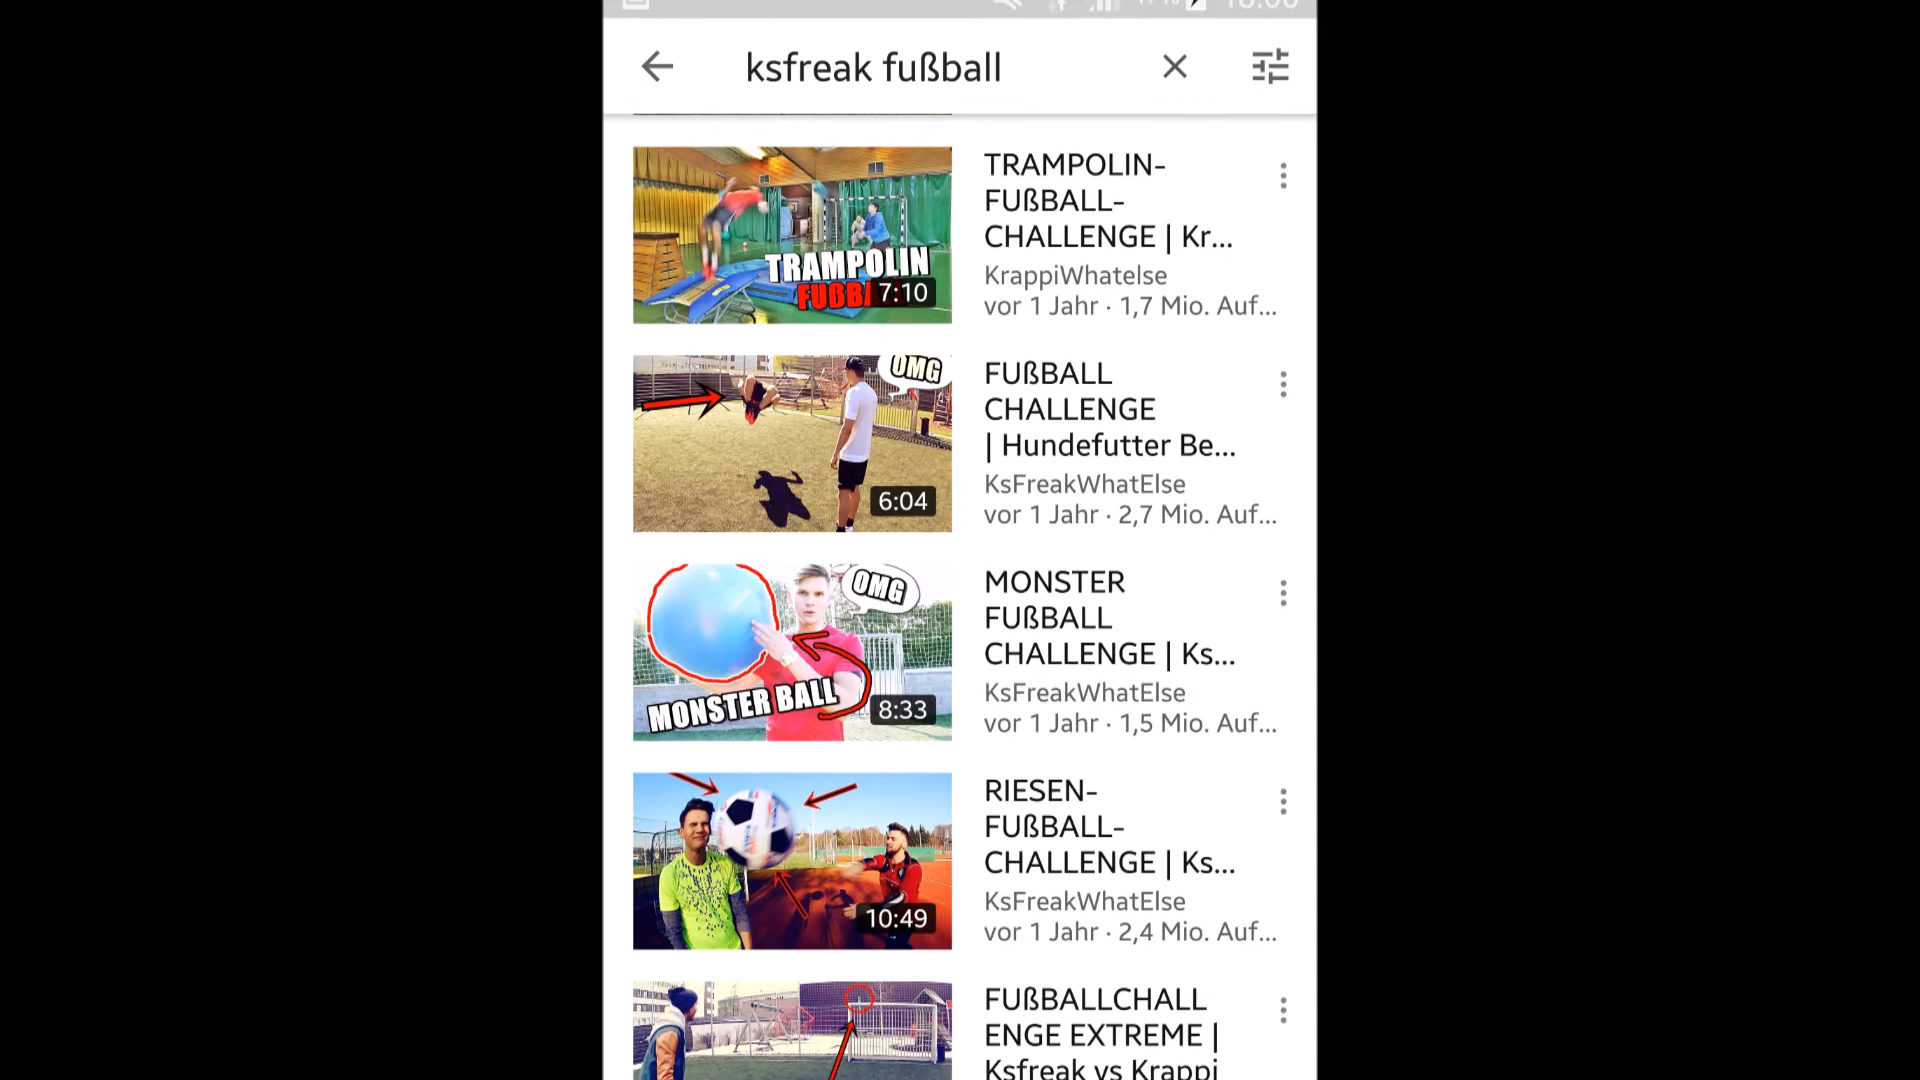 ksfreak fußball
TRAMPOLIN
7:10
TRAMPOLIN-
FUßBALL-
CHALLENGE | Kr...
KrappiWhatelse
vor 1 Jahr · 1,7 Mio. Auf...
OMG
6:04
FUßBALL
CHALLENGE
| Hundefutter Be...
KsFreakWhatElse
vor 1 Jahr · 2,7 Mio. Auf...
OMG
MONSTER BALL
8:33
MONSTER
FUßBALL
CHALLENGE | Ks...
KsFreakWhatElse
vor 1 Jahr · 1,5 Mio. Auf...
10:49
RIESEN-
FUßBALL-
CHALLENGE | Ks...
KsFreakWhatElse
vor 1 Jahr · 2,4 Mio. Auf...
FUßBALLCHALL
ENGE EXTREME |
Ksfreak vs Krappi